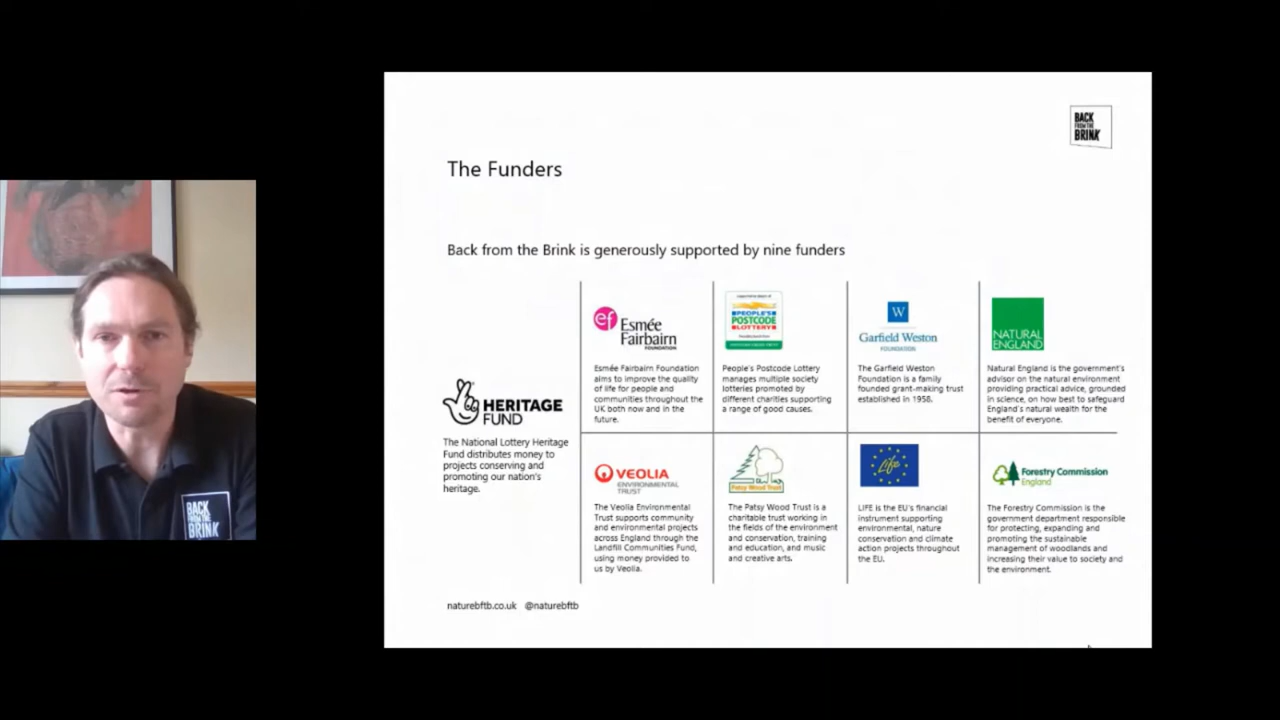 BACK
FROM THE
BRINK
The Funders
Back from the Brink is generously supported by nine funders
HERITAGE
FUND
The National Lottery Heritage
Fund distributes money to
projects conserving and
promoting our nation's
heritage.
ef Esmée
Fairbairn
FOUNDATION
Esmée Fairbairn Foundation
aims to improve the quality
of life for people and
communities throughout the
UK both now and in the
future.
PEOPLE'S
POSTCODE
LOTTERY
People's Postcode Lottery
manages multiple society
lotteries promoted by
different charities supporting
a range of good causes.
W
Garfield Weston
FOUNDATION
The Garfield Weston
Foundation is a family
founded grant-making trust
established in 1958.
NATURAL
ENGLAND
Natural England is the government's
advisor on the natural environment
providing practical advice, grounded
in science, on how best to safeguard
England's natural wealth for the
benefit of everyone.
VEOLIA
ENVIRONMENTAL
TRUST
The Veolia Environmental
Trust supports community
and environmental projects
across England through the
Landfill Communities Fund,
using money provided to
us by Veolia.
Patsy Wood Trust
The Patsy Wood Trust is a
charitable trust working in
the fields of the environment
and conservation, training
and education, and music
and creative arts.
Life
LIFE is the EU's financial
instrument supporting
environmental, nature
conservation and climate
action projects throughout
the EU.
Forestry Commission
England
The Forestry Commission is the
government department responsible
for protecting, expanding and
promoting the sustainable
management of woodlands and
increasing their value to society and
the environment.
naturebftb.co.uk @naturebftb
BACK
FROM THE
BRINK